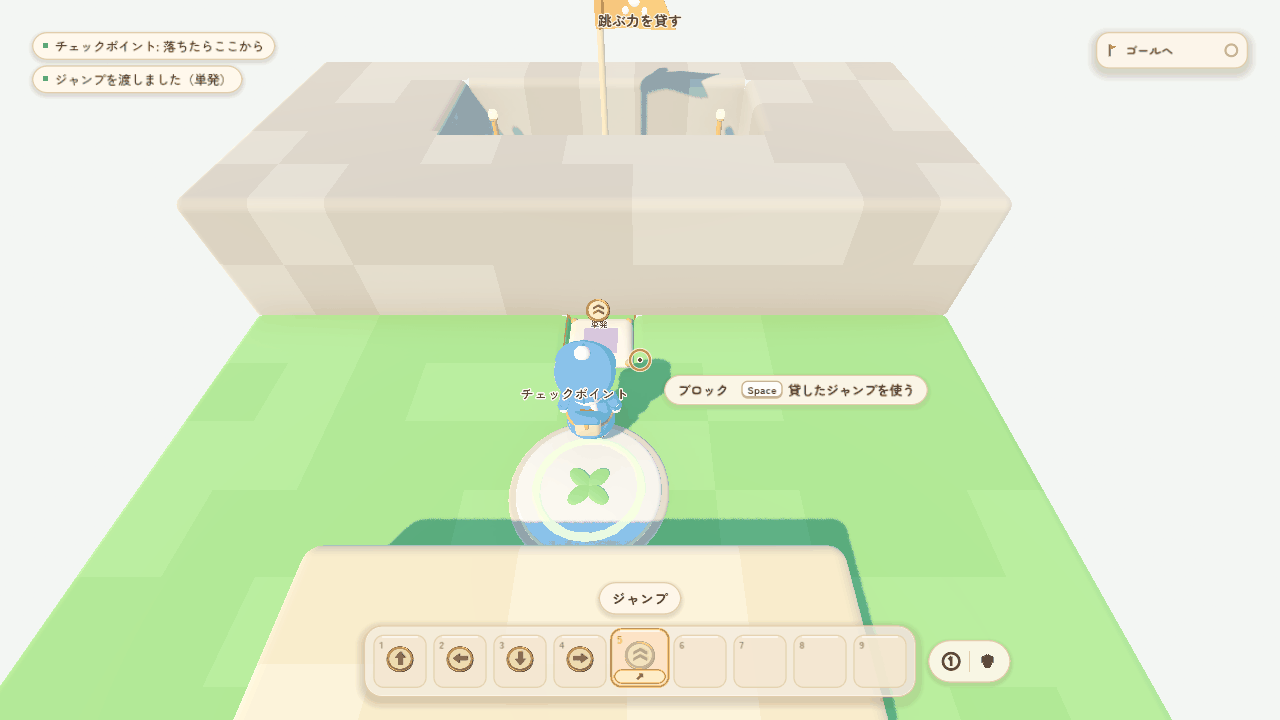 跳ぶ力を貸す
チェックポイント: 落ちたらここから
ジャンプを渡しました（単発）
ゴールへ
単発
チェックポイント
ブロック Space 貸したジャンプを使う
ジャンプ
1 2 3 4 5 6 7 8 9
1